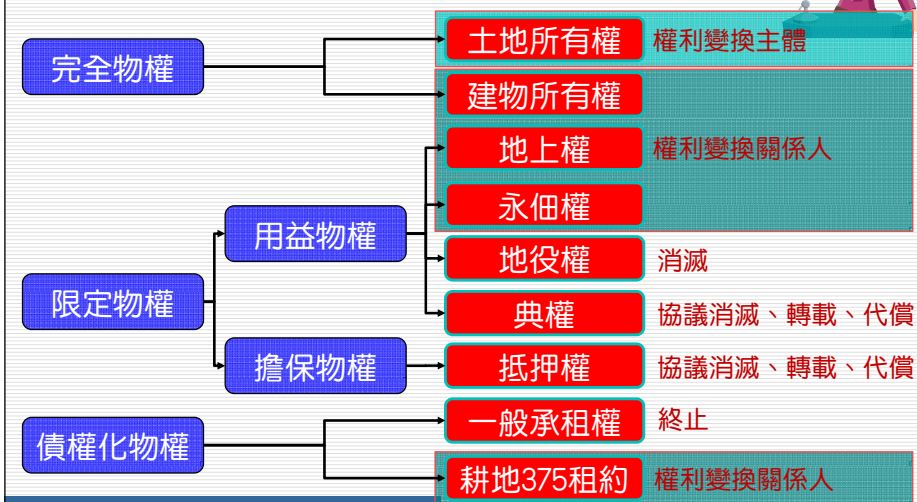 完全物權
土地所有權 權利變換主體
建物所有權
地上權 權利變換關係人
永佃權
用益物權
地役權 消滅
限定物權
典權 協議消滅、轉載、代償
擔保物權
抵押權 協議消滅、轉載、代償
一般承租權 終止
債權化物權
耕地375租約 權利變換關係人